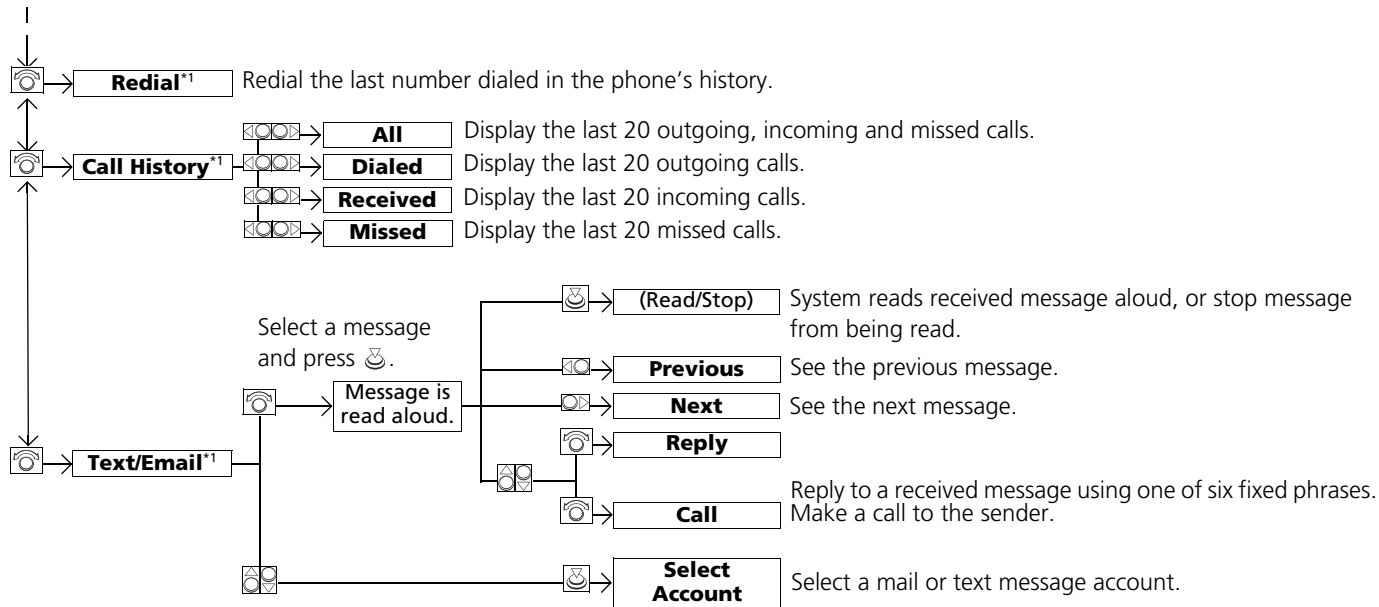 Redial*1 Redial the last number dialed in the phone's history.
Call History*1
All Display the last 20 outgoing, incoming and missed calls.
Dialed Display the last 20 outgoing calls.
Received Display the last 20 incoming calls.
Missed Display the last 20 missed calls.
Text/Email*1
Select a message
and press .
Message is
read aloud.
(Read/Stop) System reads received message aloud, or stop message
from being read.
Previous See the previous message.
Next See the next message.
Reply
Reply to a received message using one of six fixed phrases.
Call Make a call to the sender.
Select
Account
Select a mail or text message account.